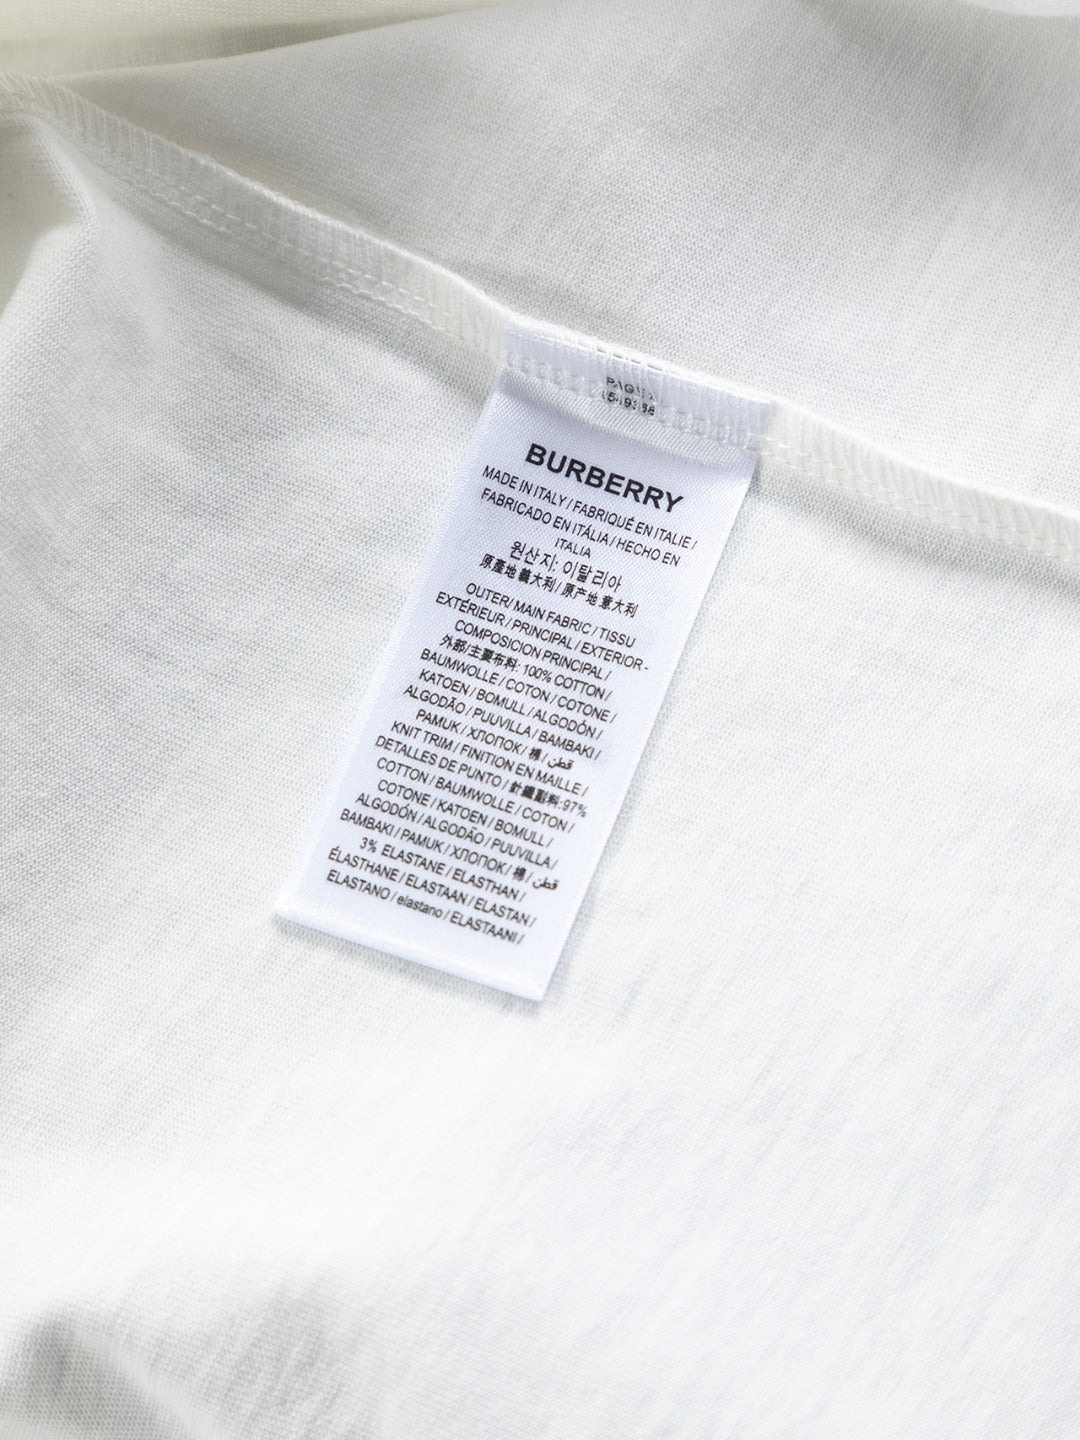 BURBERRY
MADE IN ITALY / FABRIQUÉ EN ITALIE /
FABRICADO EN ITÁLIA / HECHO EN
ITALIA
원산지: 이탈리아
原產地 義大利 / 原产地 意大利
OUTER/ MAIN FABRIC / TISSU
EXTÉRIEUR / PRINCIPAL / EXTERIOR-
COMPOSICION PRINCIPAL /
外部/主要布料: 100% COTTON /
BAUMWOLLE / COTON / COTONE /
KATOEN / BOMULL / ALGODÓN /
ALGODÃO / PUUVILLA / BAMBAKI /
PAMUK / ΧΠΟΠΟΚ / 棉 / قطن /
KNIT TRIM / FINITION EN MAILLE /
DETALLES DE PUNTO / 針織副料: 97%
COTTON / BAUMWOLLE / COTON /
COTONE / KATOEN / BOMULL /
ALGODÓN / ALGODÃO / PUUVILLA /
BAMBAKI / PAMUK / ΧΠΟΠΟΚ / 棉 / قطن
3% ELASTANE / ELASTHAN /
ÉLASTHANE / ELASTAAN / ELASTAN /
ELASTANO / elastano / ELASTAANI /